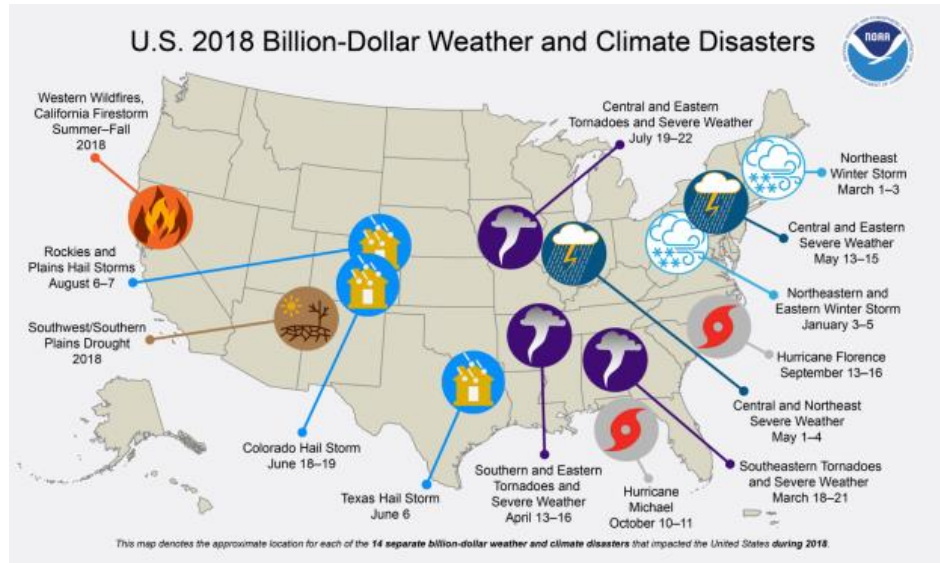 U.S. 2018 Billion-Dollar Weather and Climate Disasters
NOAA
Western Wildfires,
California Firestorm
Summer–Fall
2018
Central and Eastern
Tornadoes and Severe Weather
July 19–22
Northeast
Winter Storm
March 1–3
Central and Eastern
Severe Weather
May 13–15
Rockies and
Plains Hail Storms
August 6–7
Northeastern and
Eastern Winter Storm
January 3–5
Southwest/Southern
Plains Drought
2018
Hurricane Florence
September 13–16
Central and Northeast
Severe Weather
May 1–4
Colorado Hail Storm
June 18–19
Texas Hail Storm
June 6
Southern and Eastern
Tornadoes and
Severe Weather
April 13–16
Hurricane
Michael
October 10–11
Southeastern Tornadoes
and Severe Weather
March 18–21
This map denotes the approximate location for each of the 14 separate billion-dollar weather and climate disasters that impacted the United States during 2018.